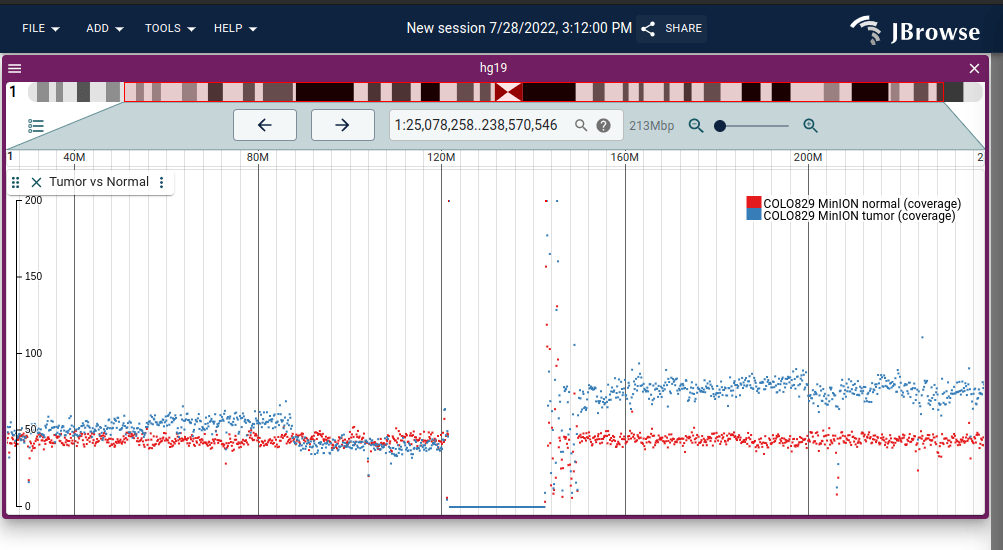 FILE ADD TOOLS HELP New session 7/28/2022, 3:12:00 PM SHARE JBrowse
hg19
1
1:25,078,258..238,570,546 ? 213Mbp
1 40M 80M 120M 160M 200M 2
Tumor vs Normal
200
COLO829 MinION normal (coverage)
COLO829 MinION tumor (coverage)
150
100
50
0